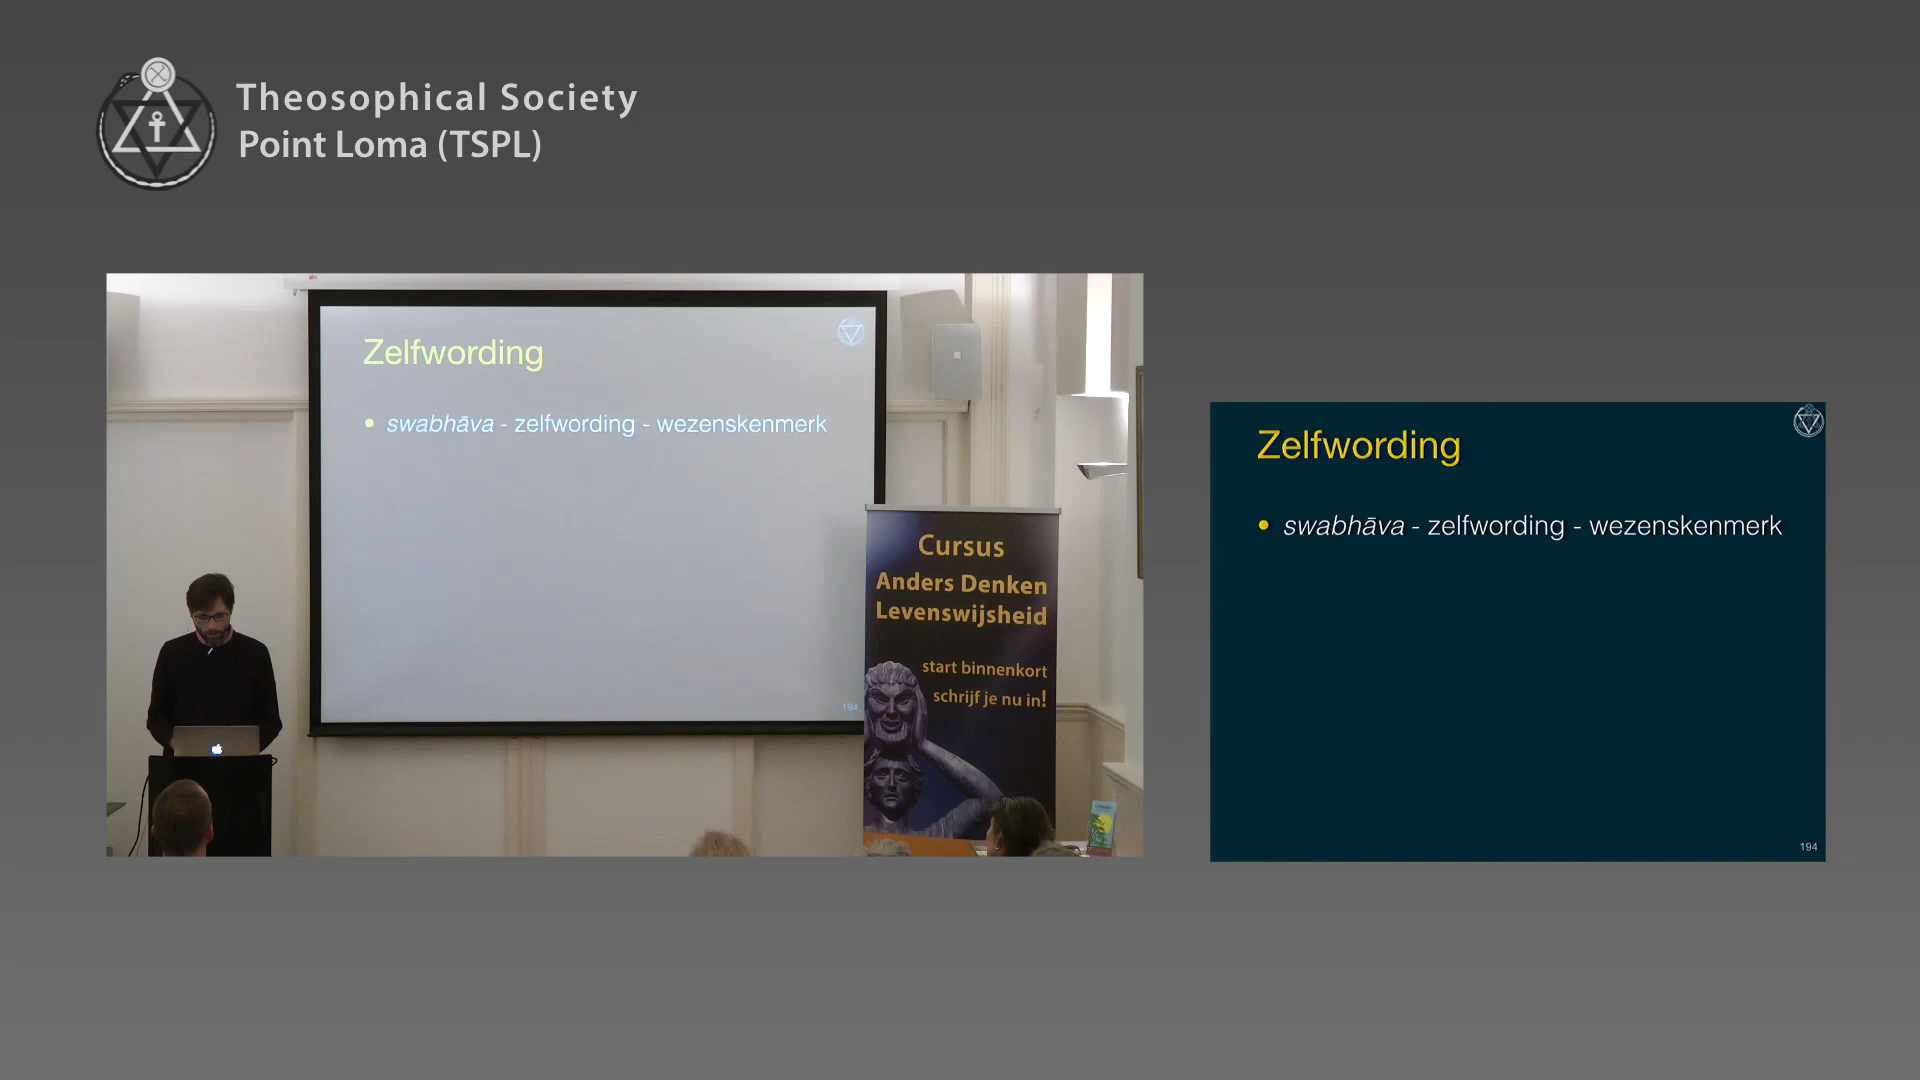 Theosophical Society
Point Loma (TSPL)
Zelfwording
• swabhāva - zelfwording - wezenskenmerk
194
Cursus
Anders Denken
Levenswijsheid
start binnenkort
schrijf je nu in!
Zelfwording
• swabhāva - zelfwording - wezenskenmerk
194